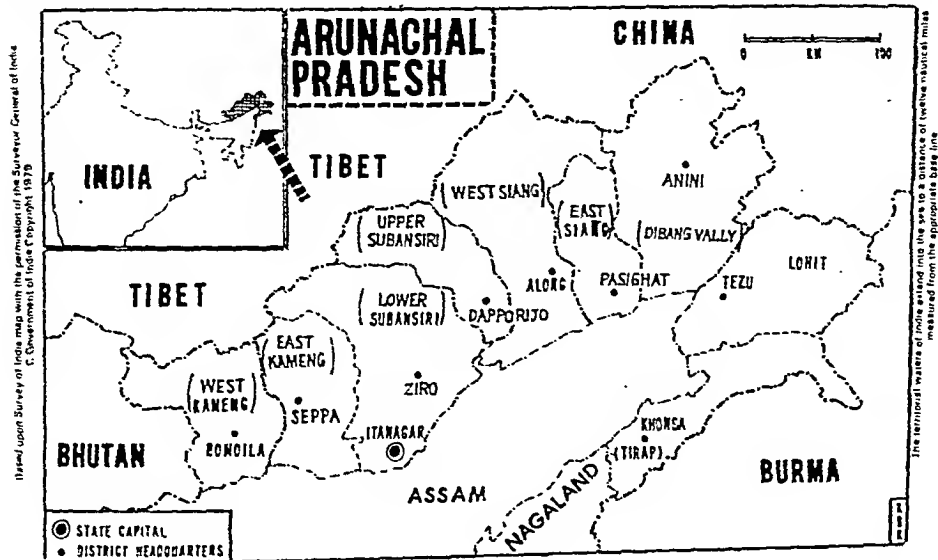 Based upon Survey of India map with the permission of the Surveyor General of India
© Government of India Copyright 1979
ARUNACHAL
PRADESH
CHINA
0 KM 100
INDIA
TIBET
ANINI
(WEST SIANG)
(EAST
SIANG)
(UPPER
SUBANSIRI)
(DIBANG VALLY)
LOHIT
TIBET
ALONG
PASIGHAT
TEZU
(LOWER
SUBANSIRI)
DAPPORIJO
(EAST
KAMENG)
(WEST
KAMENG)
ZIRO
SEPPA
BOMDILA
ITANAGAR
KHONSA
(TIRAP)
BHUTAN
BURMA
ASSAM
NAGALAND
STATE CAPITAL
DISTRICT HEADQUARTERS
The territorial waters of India extend into the sea to a distance of twelve nautical miles
measured from the appropriate base line